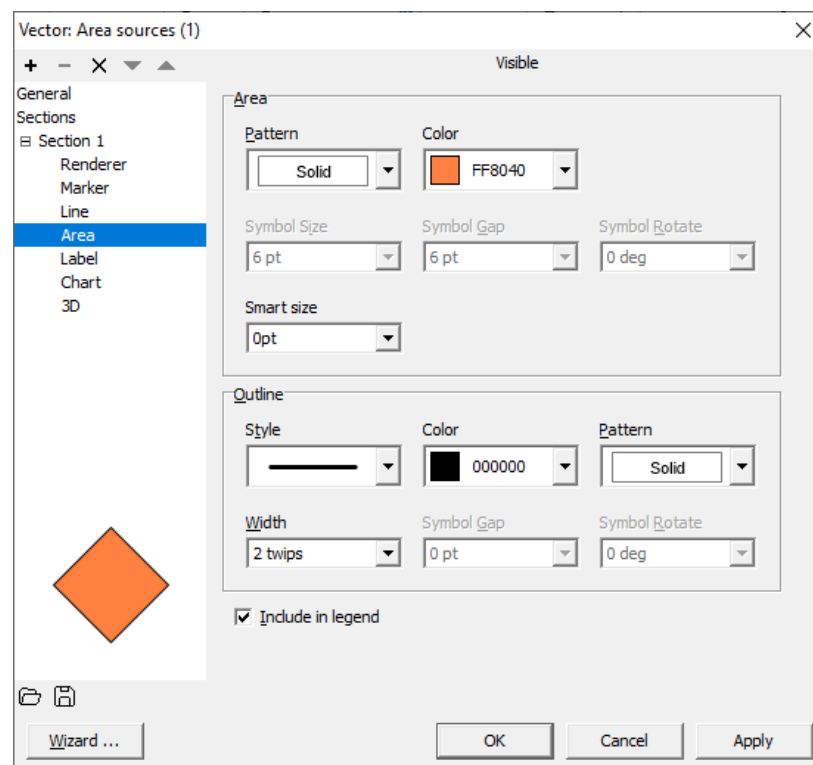 Vector: Area sources (1)
Visible
General
Sections
Section 1
Renderer
Marker
Line
Area
Label
Chart
3D
Area
Pattern Color
Solid FF8040
Symbol Size Symbol Gap Symbol Rotate
6 pt 6 pt 0 deg
Smart size
0pt
Outline
Style Color Pattern
000000 Solid
Width Symbol Gap Symbol Rotate
2 twips 0 pt 0 deg
Include in legend
Wizard ... OK Cancel Apply